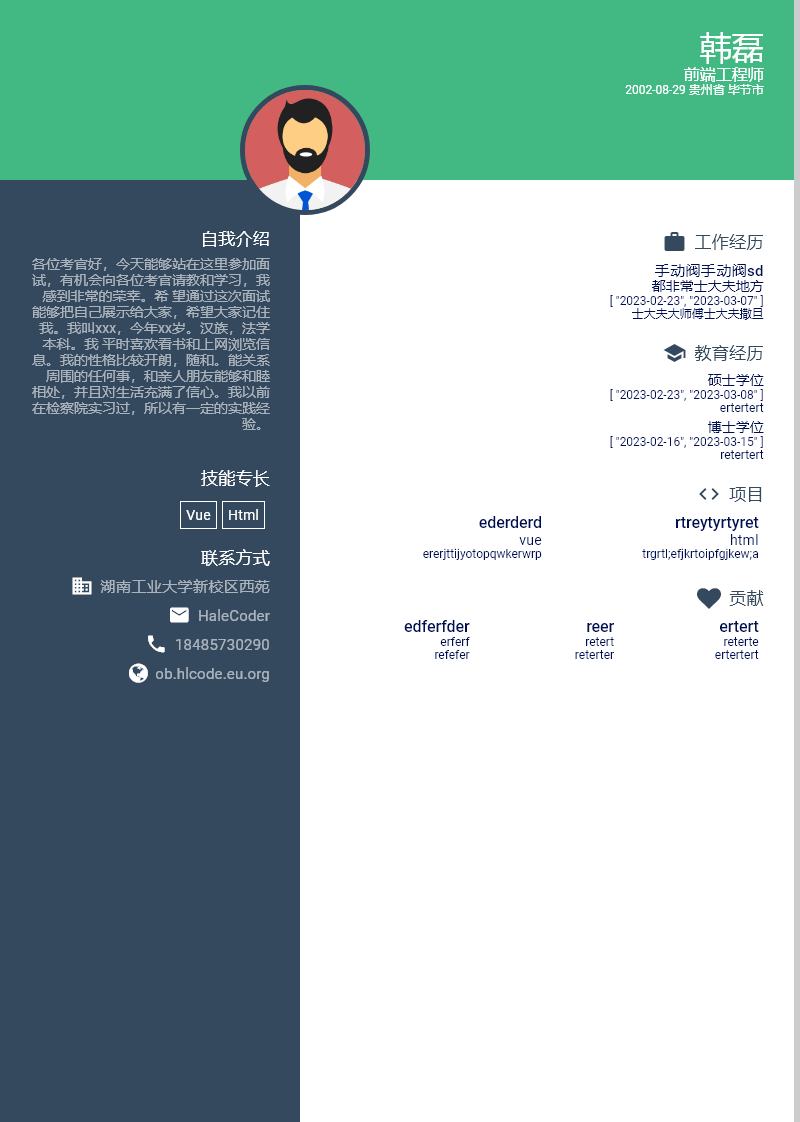 韩磊
前端工程师
2002-08-29 贵州省 毕节市
自我介绍
各位考官好，今天能够站在这里参加面
试，有机会向各位考官请教和学习，我
感到非常的荣幸。希 望通过这次面试
能够把自己展示给大家，希望大家记住
我。我叫xxx，今年xx岁。汉族，法学
本科。我 平时喜欢看书和上网浏览信
息。我的性格比较开朗，随和。能关系
周围的任何事，和亲人朋友能够和睦
相处，并且对生活充满了信心。我以前
在检察院实习过，所以有一定的实践经
验。
技能专长
Vue Html
联系方式
湖南工业大学新校区西苑
HaleCoder
18485730290
ob.hlcode.eu.org
工作经历
手动阀手动阀sd
都非常士大夫地方
[ "2023-02-23", "2023-03-07" ]
士大夫大师傅士大夫撒旦
教育经历
硕士学位
[ "2023-02-23", "2023-03-08" ]
ertertert
博士学位
[ "2023-02-16", "2023-03-15" ]
retertert
项目
ederderd
vue
ererjttijyotopqwkerwrp
rtreytyrtyret
html
trgrtl;efjkrtoipfgjkew;a
贡献
edferfder
erferf
refefer
reer
retert
reterter
ertert
reterte
ertertert